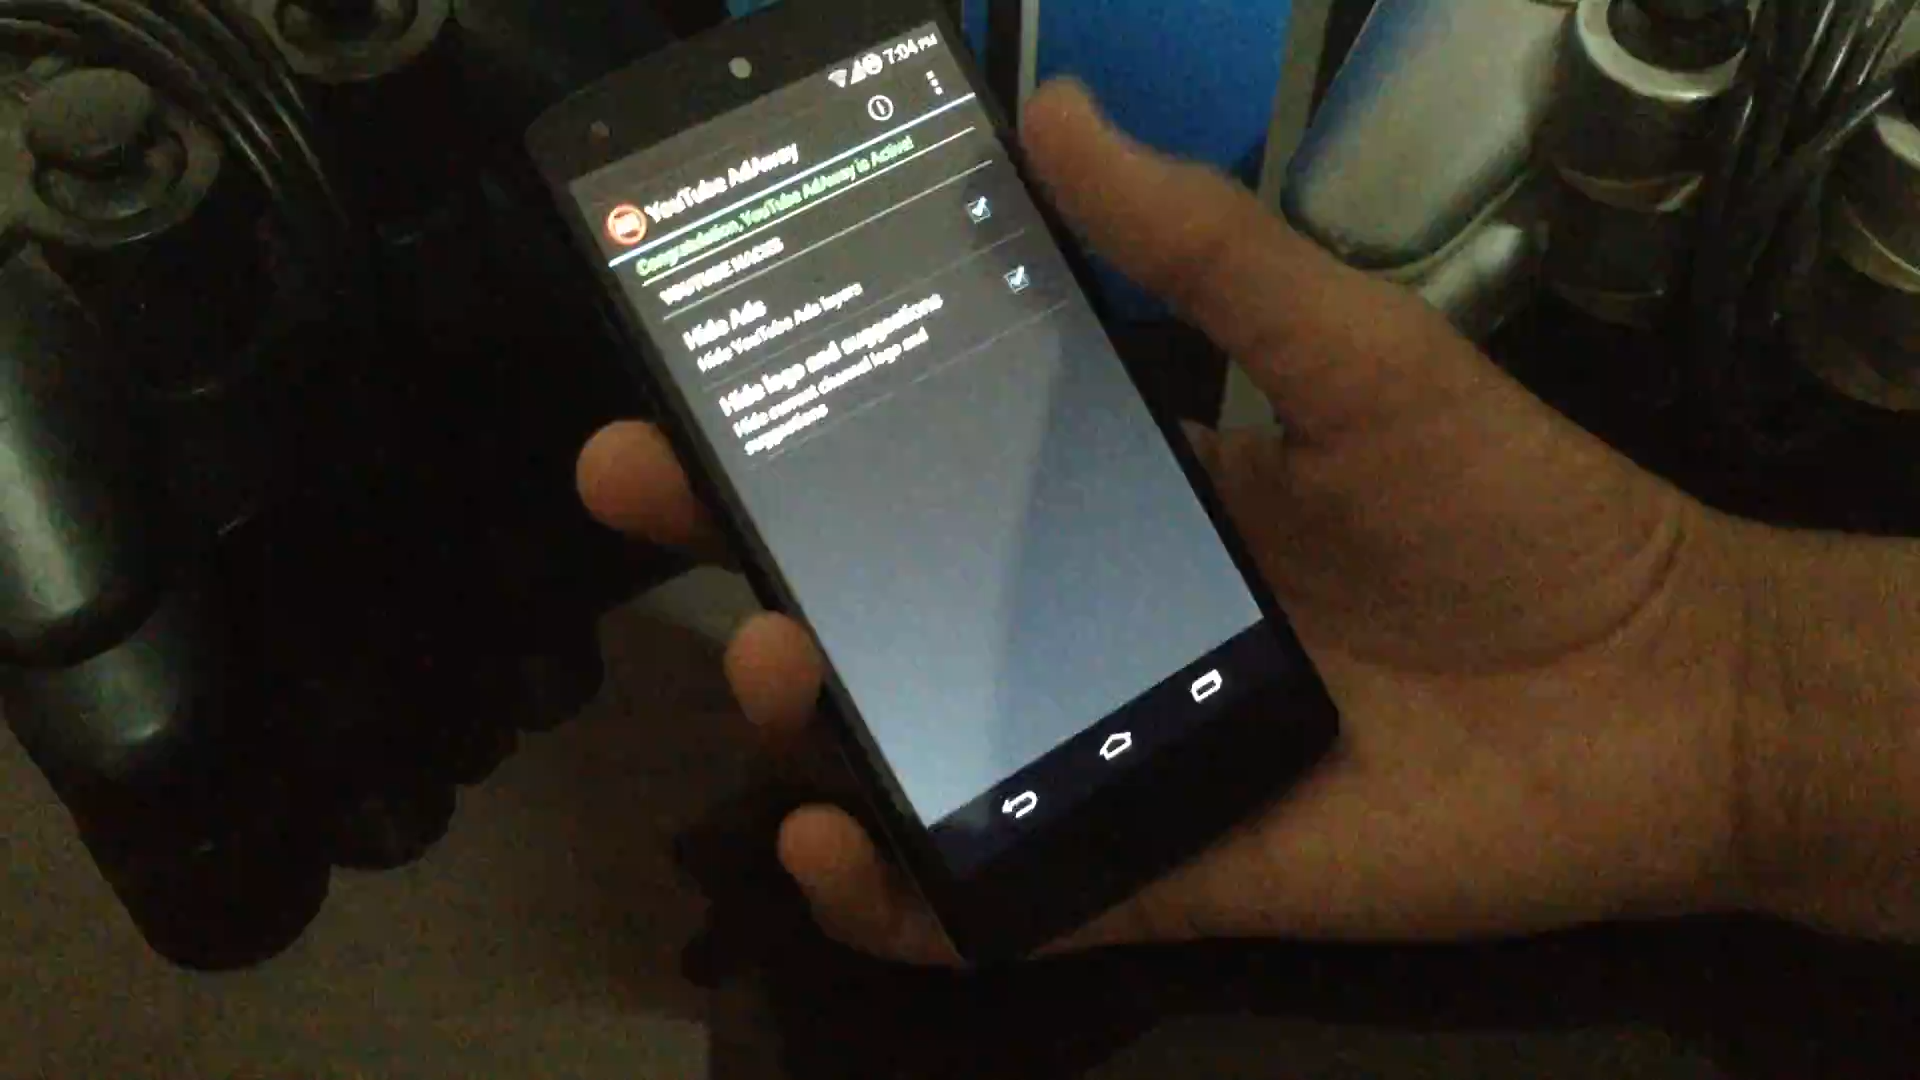 7:04 PM
YouTube AdAway
Congratulation, YouTube AdAway is Active!
YOUTUBE HACKS
Hide Ads
Hide YouTube Ads layers
Hide logo and suggestions
Hide current channel logo and
suggestions